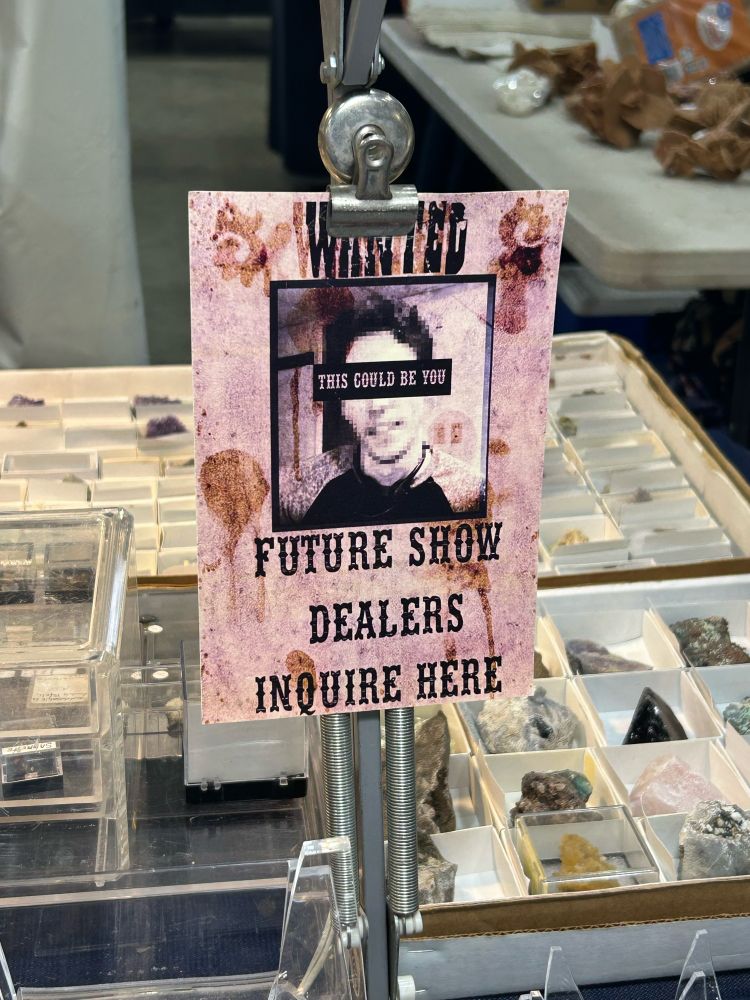 WANTED
THIS COULD BE YOU
FUTURE SHOW
DEALERS
INQUIRE HERE